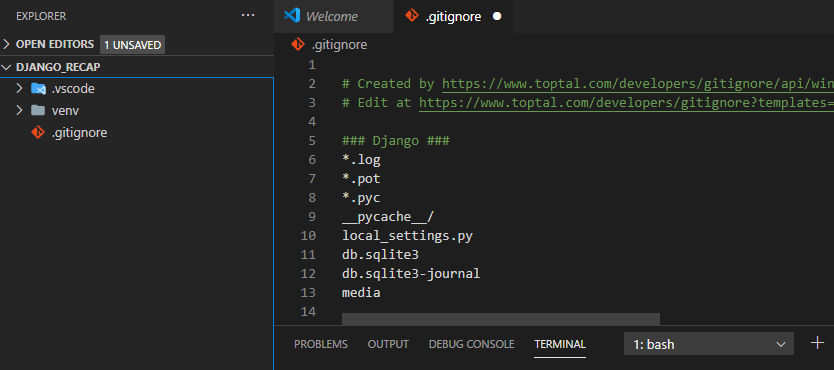 EXPLORER
···
OPEN EDITORS 1 UNSAVED
DJANGO_RECAP
.vscode
venv
.gitignore
Welcome
.gitignore
.gitignore
1
2 # Created by https://www.toptal.com/developers/gitignore/api/win
3 # Edit at https://www.toptal.com/developers/gitignore?templates=
4
5 ### Django ###
6 *.log
7 *.pot
8 *.pyc
9 __pycache__/
10 local_settings.py
11 db.sqlite3
12 db.sqlite3-journal
13 media
14
PROBLEMS OUTPUT DEBUG CONSOLE TERMINAL 1: bash